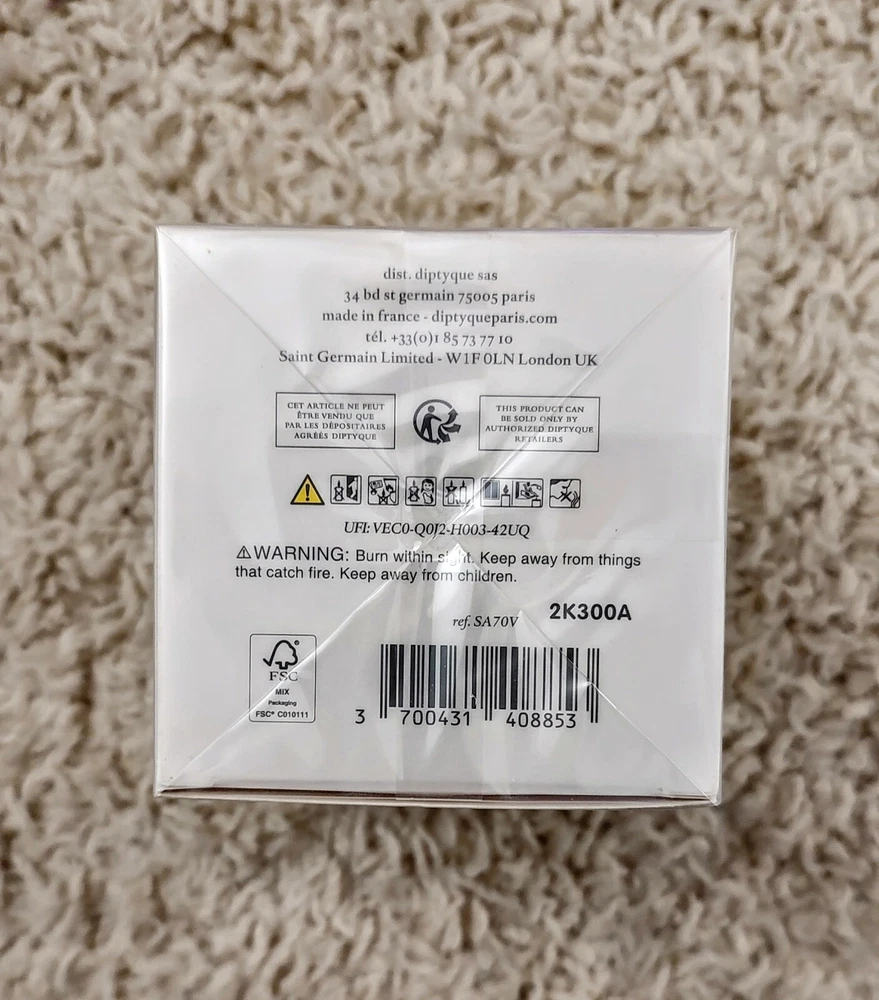 dist. diptyque sas
34 bd st germain 75005 paris
made in france - diptyqueparis.com
tél. +33(0)1 85 73 77 10
Saint Germain Limited - W1F 0LN London UK
CET ARTICLE NE PEUT
ÊTRE VENDU QUE
PAR LES DÉPOSITAIRES
AGRÉÉS DIPTYQUE
THIS PRODUCT CAN
BE SOLD ONLY BY
AUTHORIZED DIPTYQUE
RETAILERS
UFI: VEC0-Q0J2-H003-42UQ
⚠WARNING: Burn within sight. Keep away from things
that catch fire. Keep away from children.
ref. SA70V
2K300A
FSC
MIX
Packaging
FSC® C010111
3 700431 408853